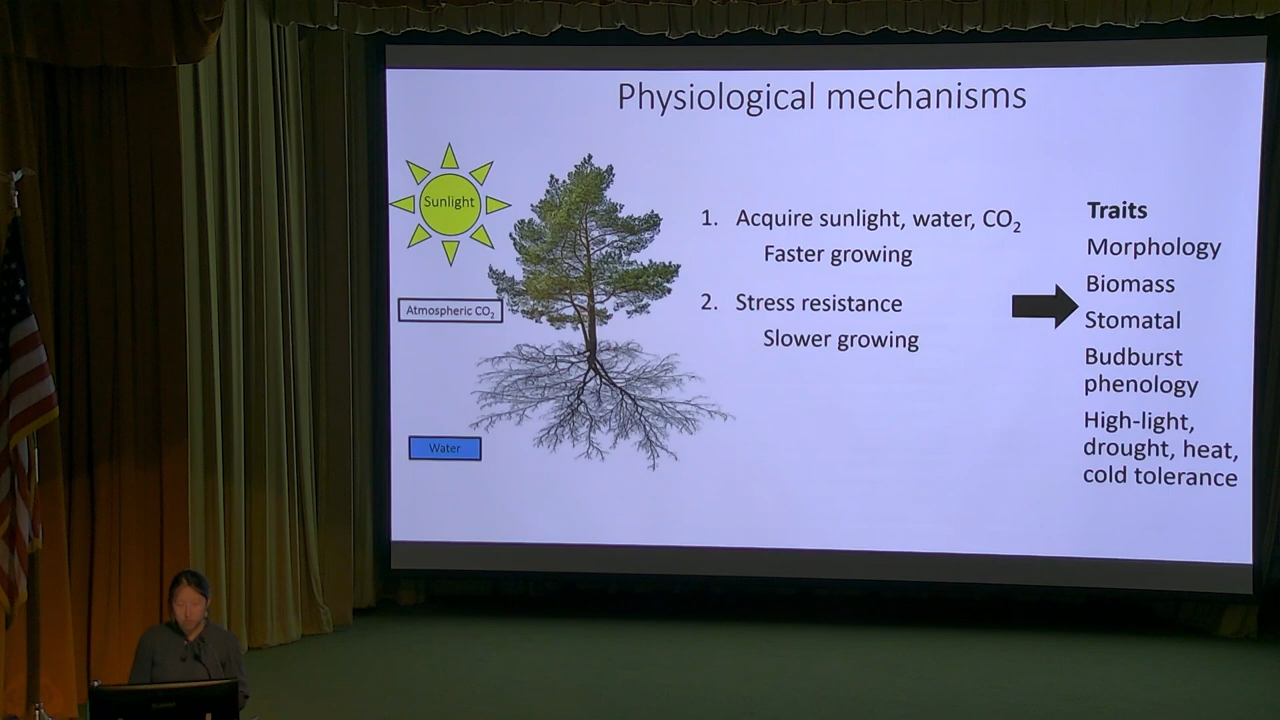 Physiological mechanisms
Sunlight
Atmospheric CO₂
Water
1. Acquire sunlight, water, CO₂
Faster growing
2. Stress resistance
Slower growing
Traits
Morphology
Biomass
Stomatal
Budburst
phenology
High-light,
drought, heat,
cold tolerance